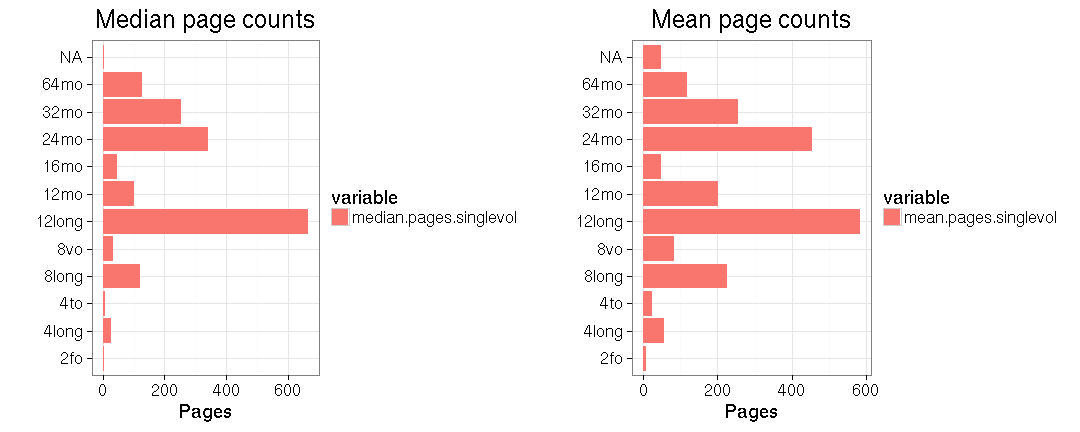 Median page counts
NA
64mo
32mo
24mo
16mo
12mo
12long
8vo
8long
4to
4long
2fo
0 200 400 600
Pages
variable
median.pages.singlevol
Mean page counts
NA
64mo
32mo
24mo
16mo
12mo
12long
8vo
8long
4to
4long
2fo
0 200 400 600
Pages
variable
mean.pages.singlevol